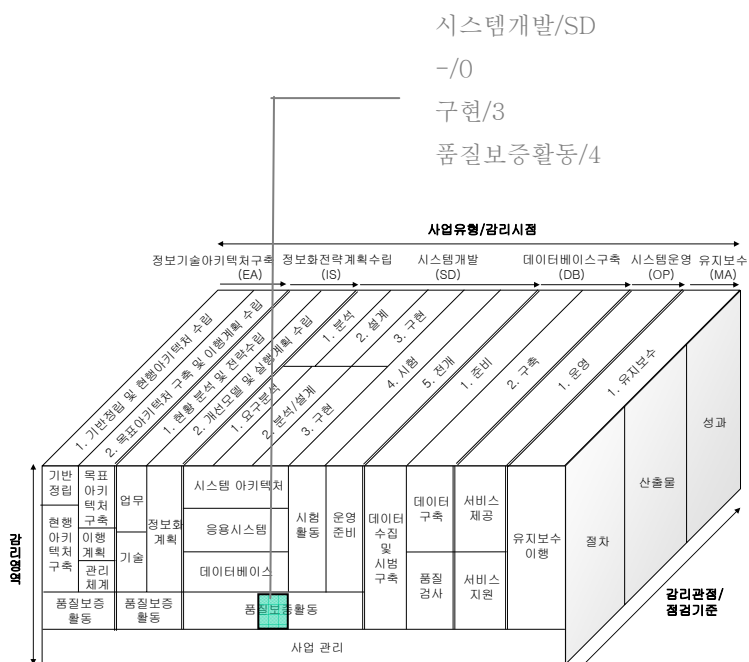 시스템개발/SD
-/0
구현/3
품질보증활동/4
사업유형/감리시점
정보기술아키텍처구축
(EA)
정보화전략계획수립
(IS)
시스템개발
(SD)
데이터베이스구축
(DB)
시스템운영
(OP)
유지보수
(MA)
1. 기반정립 및 현행아키텍처 수립
2. 목표아키텍처 구축 및 이행계획 수립
1. 현황 분석 및 전략수립
2. 개선모델 및 실행계획 수립
1. 분석
2. 설계
3. 구현
1. 요구분석
2. 분석/설계
3. 구현
4. 시험
5. 전개
1. 준비
2. 구축
1. 운영
1. 유지보수
감리영역
기반
정립
현행
아키
텍처
구축
목표
아키
텍처
구축
이행
계획
관리
체계
업무
기술
정보화
계획
시스템 아키텍처
응용시스템
데이터베이스
시험
활동
운영
준비
데이터
수집
및
시범
구축
데이터
구축
품질
검사
서비스
제공
서비스
지원
유지보수
이행
품질보증
활동
품질보증
활동
품질보증활동
사업 관리
절차
산출물
성과
감리관점/
점검기준